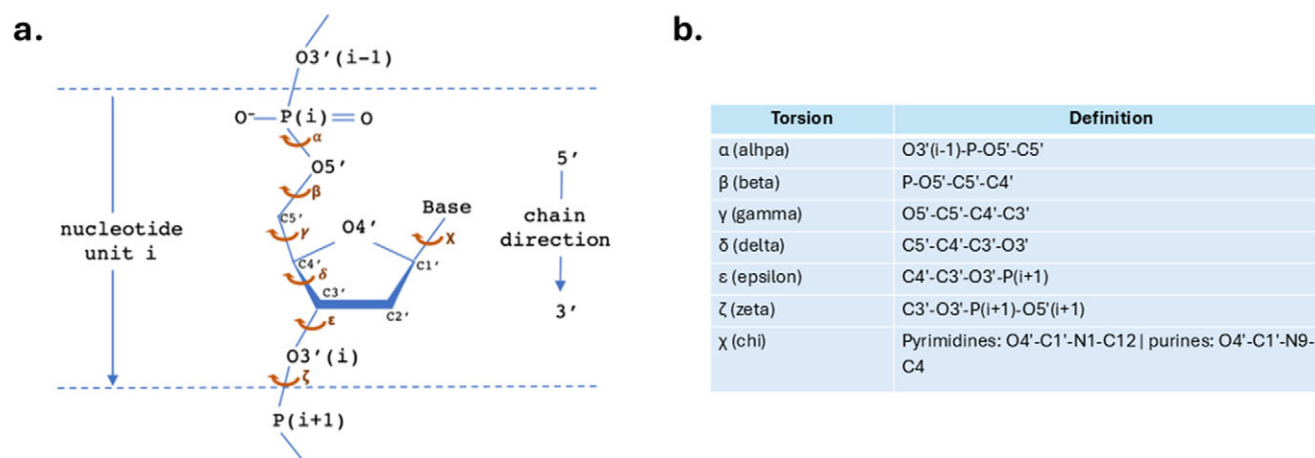 a.
O3′(i-1)
O⁻ P(i) O
α
O5′
β
C5′
γ
O4′
Base
χ
C4′
C1′
δ
C3′
C2′
ε
O3′(i)
ζ
P(i+1)
nucleotide
unit i
5′
chain
direction
3′
b.
Torsion Definition
α (alhpa) O3'(i-1)-P-O5'-C5'
β (beta) P-O5'-C5'-C4'
γ (gamma) O5'-C5'-C4'-C3'
δ (delta) C5'-C4'-C3'-O3'
ε (epsilon) C4'-C3'-O3'-P(i+1)
ζ (zeta) C3'-O3'-P(i+1)-O5'(i+1)
χ (chi) Pyrimidines: O4'-C1'-N1-C12 | purines: O4'-C1'-N9-
C4